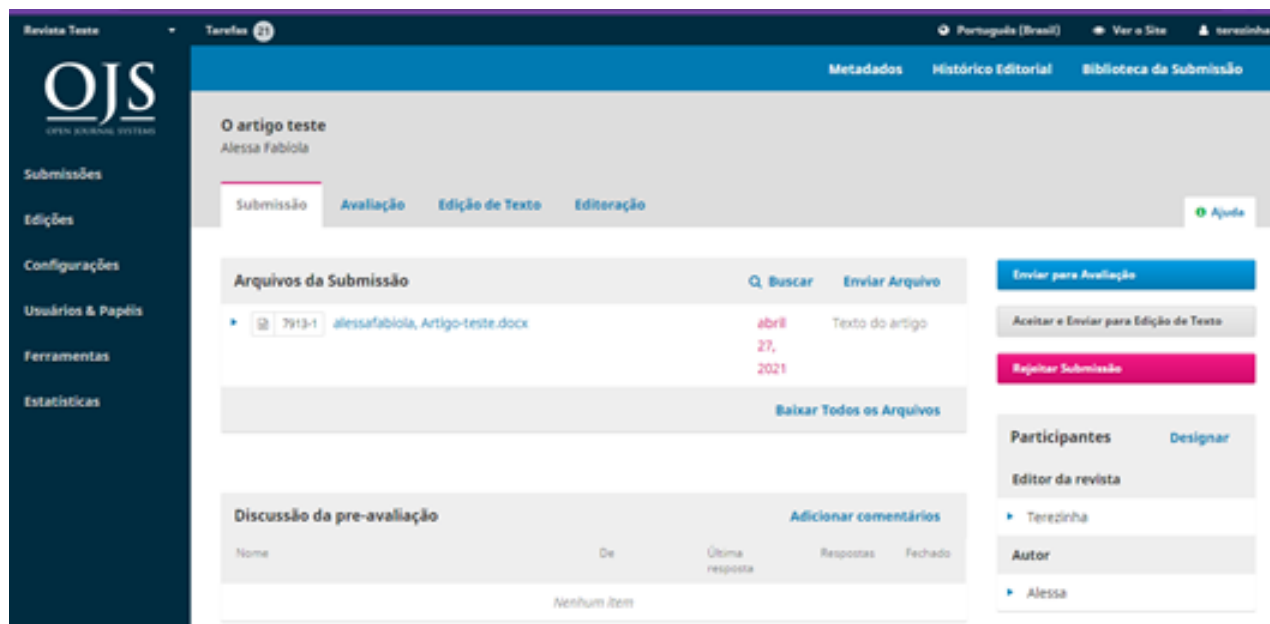 Revista Teste
Tarefas 21
Português (Brasil) Ver o Site terezinha
OJS
OPEN JOURNAL SYSTEMS
Metadados Histórico Editorial Biblioteca da Submissão
O artigo teste
Alessa Fabíola
Submissões
Edições
Configurações
Usuários & Papéis
Ferramentas
Estatísticas
Submissão Avaliação Edição de Texto Editoração
Ajuda
Arquivos da Submissão Buscar Enviar Arquivo
7913-1 alessafabiola, Artigo-teste.docx abril Texto do artigo
27,
2021
Baixar Todos os Arquivos
Discussão da pre-avaliação Adicionar comentários
Nome De Última Respostas Fechado
resposta
Nenhum item
Enviar para Avaliação
Aceitar e Enviar para Edição de Texto
Rejeitar Submissão
Participantes Designar
Editor da revista
Terezinha
Autor
Alessa